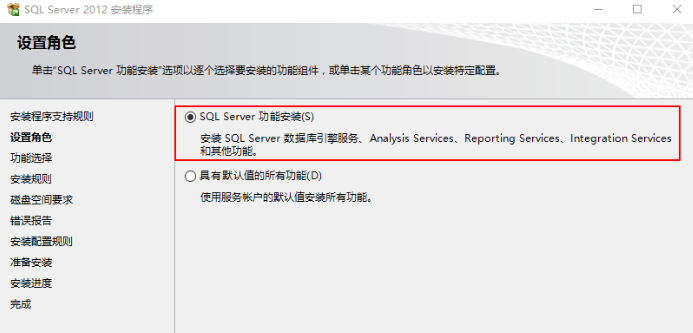 SQL Server 2012 安装程序
设置角色
单击“SQL Server 功能安装”选项以逐个选择要安装的功能组件，或单击某个功能角色以安装特定配置。
安装程序支持规则
设置角色
功能选择
安装规则
磁盘空间要求
错误报告
安装配置规则
准备安装
安装进度
完成
SQL Server 功能安装(S)
安装 SQL Server 数据库引擎服务、Analysis Services、Reporting Services、Integration Services
和其他功能。
具有默认值的所有功能(D)
使用服务帐户的默认值安装所有功能。